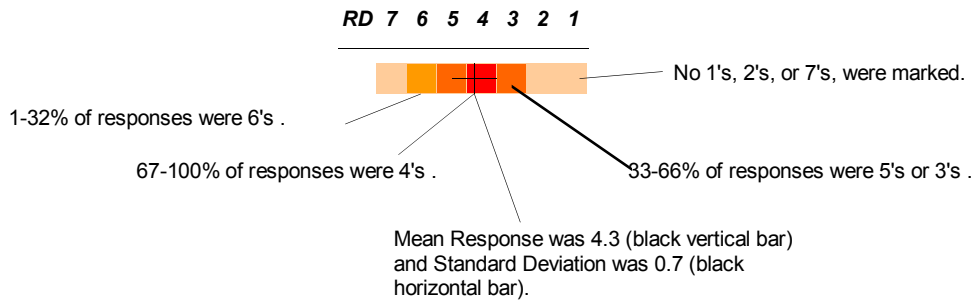 RD 7 6 5 4 3 2 1
No 1's, 2's, or 7's, were marked.
1-32% of responses were 6's .
67-100% of responses were 4's .
33-66% of responses were 5's or 3's .
Mean Response was 4.3 (black vertical bar)
and Standard Deviation was 0.7 (black
horizontal bar).